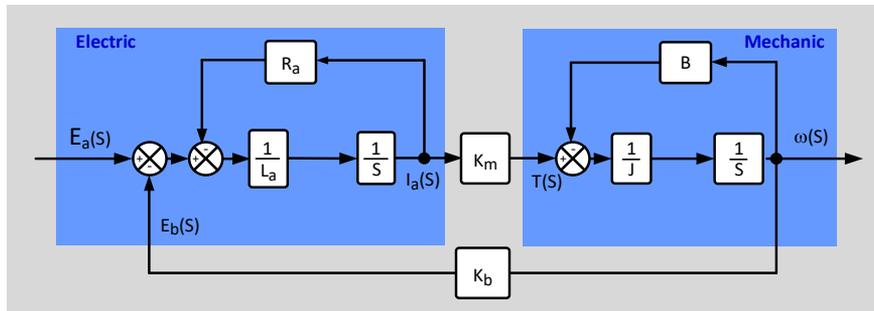 Electric
Mechanic
Ra
B
Ea(S)
+
-
+
-
1
La
1
S
Ia(S)
Km
T(S)
+
-
1
J
1
S
ω(S)
Eb(S)
Kb